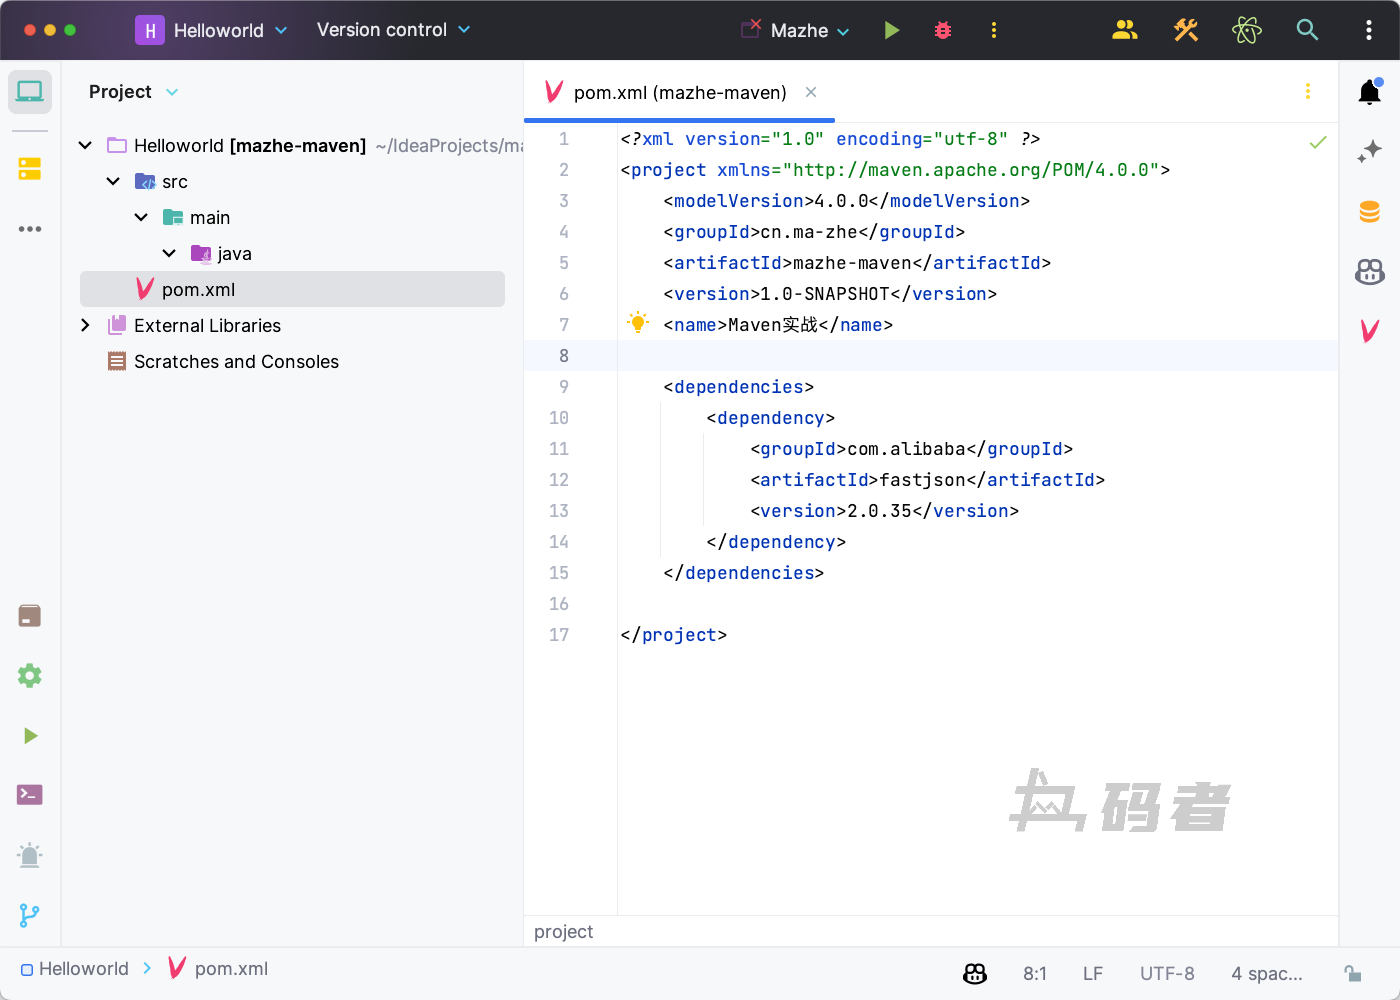 H Helloworld Version control Mazhe
Project
pom.xml (mazhe-maven)
Helloworld [mazhe-maven] ~/IdeaProjects/ma
src
main
java
pom.xml
External Libraries
Scratches and Consoles
1 <?xml version="1.0" encoding="utf-8" ?>
2 <project xmlns="http://maven.apache.org/POM/4.0.0">
3 <modelVersion>4.0.0</modelVersion>
4 <groupId>cn.ma-zhe</groupId>
5 <artifactId>mazhe-maven</artifactId>
6 <version>1.0-SNAPSHOT</version>
7 <name>Maven实战</name>
8
9 <dependencies>
10 <dependency>
11 <groupId>com.alibaba</groupId>
12 <artifactId>fastjson</artifactId>
13 <version>2.0.35</version>
14 </dependency>
15 </dependencies>
16
17 </project>
码者
project
Helloworld pom.xml
8:1 LF UTF-8 4 spac...